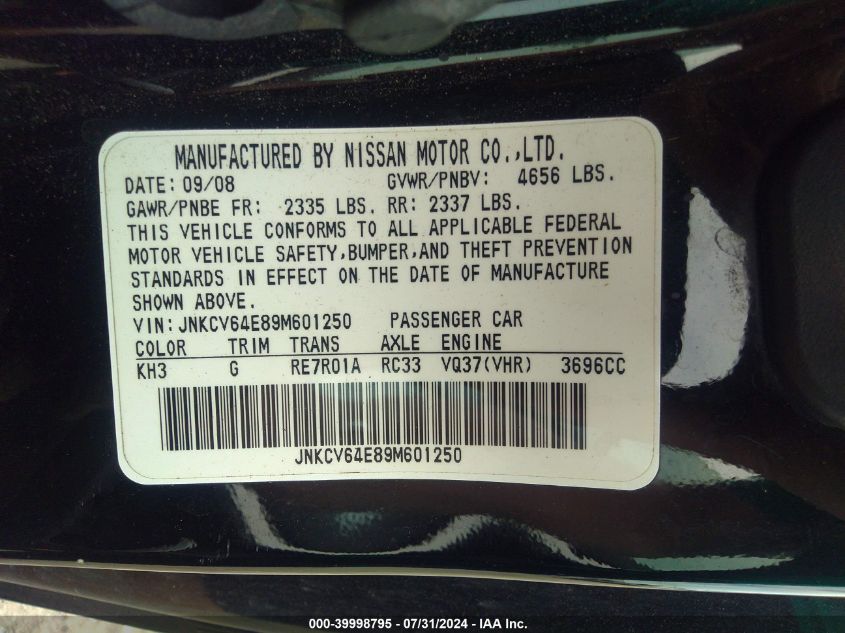 MANUFACTURED BY NISSAN MOTOR CO.,LTD.
DATE: 09/08 GVWR/PNBV: 4656 LBS.
GAWR/PNBE FR: 2335 LBS. RR: 2337 LBS.
THIS VEHICLE CONFORMS TO ALL APPLICABLE FEDERAL
MOTOR VEHICLE SAFETY,BUMPER,AND THEFT PREVENTION
STANDARDS IN EFFECT ON THE DATE OF MANUFACTURE
SHOWN ABOVE.
VIN: JNKCV64E89M601250 PASSENGER CAR
COLOR TRIM TRANS AXLE ENGINE
KH3 G RE7R01A RC33 VQ37(VHR) 3696CC
JNKCV64E89M601250
000-39998795 - 07/31/2024 - IAA Inc.